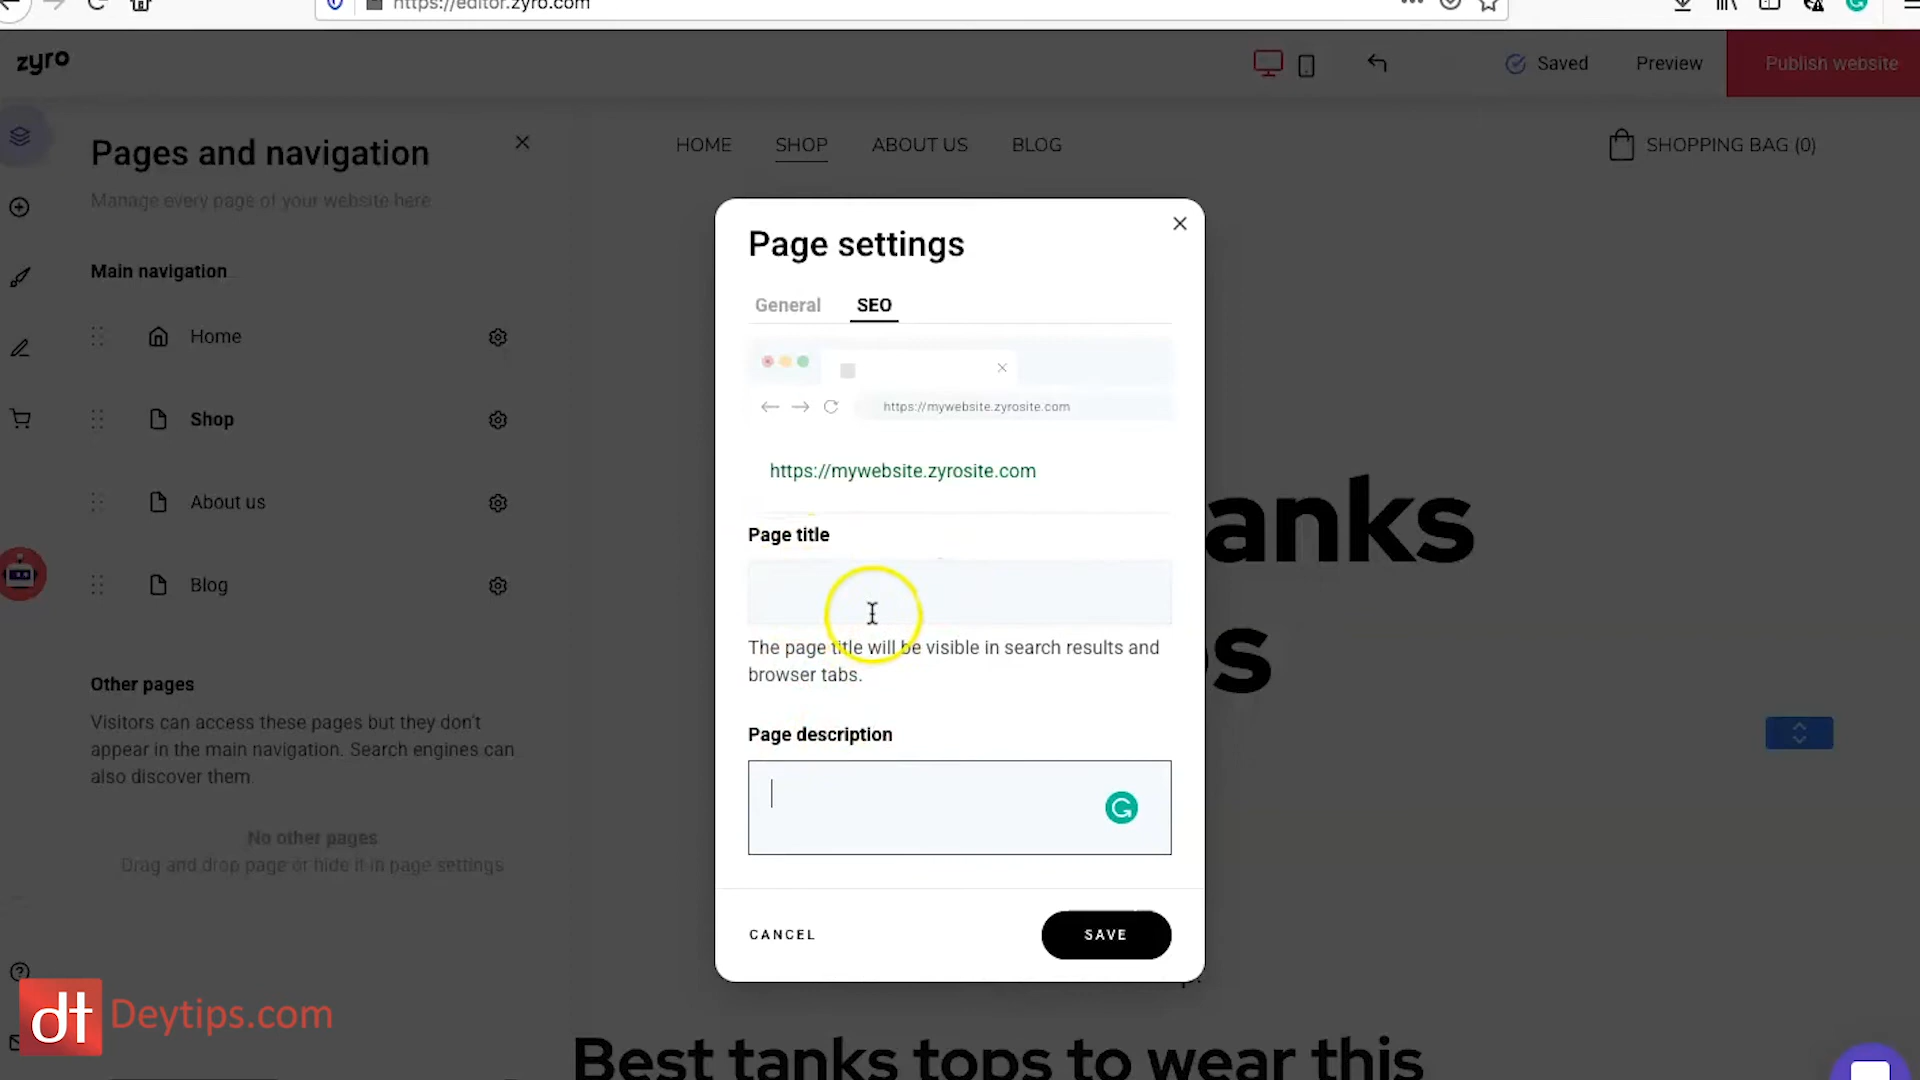 https://editor.zyro.com
zyro
Saved
Preview
Publish website
Pages and navigation
Manage every page of your website here
Main navigation
Home
Shop
About us
Blog
Other pages
Visitors can access these pages but they don't
appear in the main navigation. Search engines can
also discover them
No other pages
Drag and drop page or hide it in page settings
HOME
SHOP
ABOUT US
BLOG
SHOPPING BAG (0)
Page settings
General
SEO
https://mywebsite.zyrosite.com
https://mywebsite.zyrosite.com
Page title
The page title will be visible in search results and
browser tabs.
Page description
CANCEL
SAVE
anks
s
Best tanks tops to wear this
dt Deytips.com